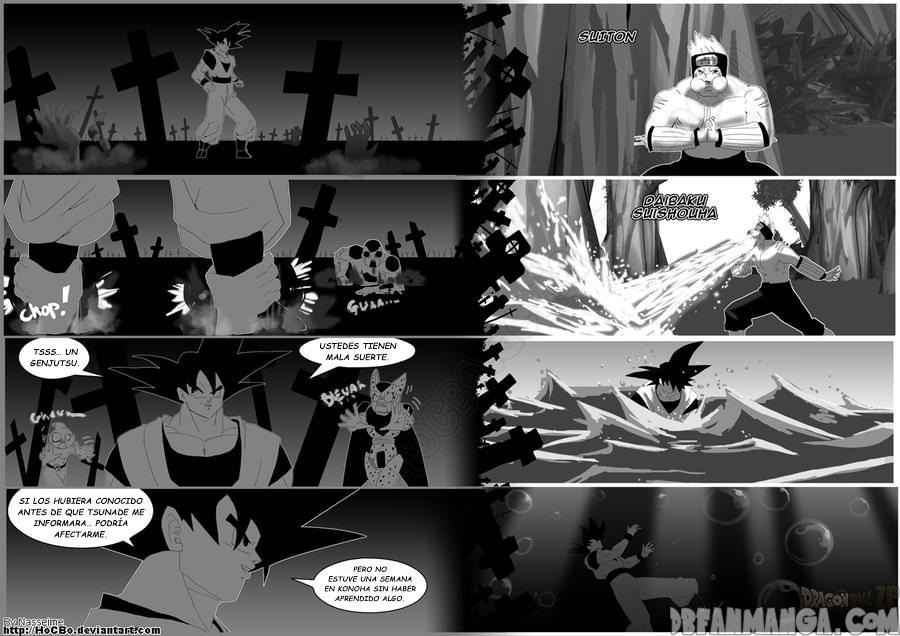 SUITON
DAIBAKU
SUISHOUHA
CHOP!
TSSS... UN
GENJUTSU.
USTEDES TIENEN
MALA SUERTE.
SI LOS HUBIERA CONOCIDO
ANTES DE QUE TSUNADE ME
INFORMARA... PODRÍA
AFECTARME.
PERO NO
ESTUVE UNA SEMANA
EN KONOHA SIN HABER
APRENDIDO ALGO.
By Nasseime
http://HoCBo.deviantart.com
DRAGON BALL ZP
DBFANMANGA.COM